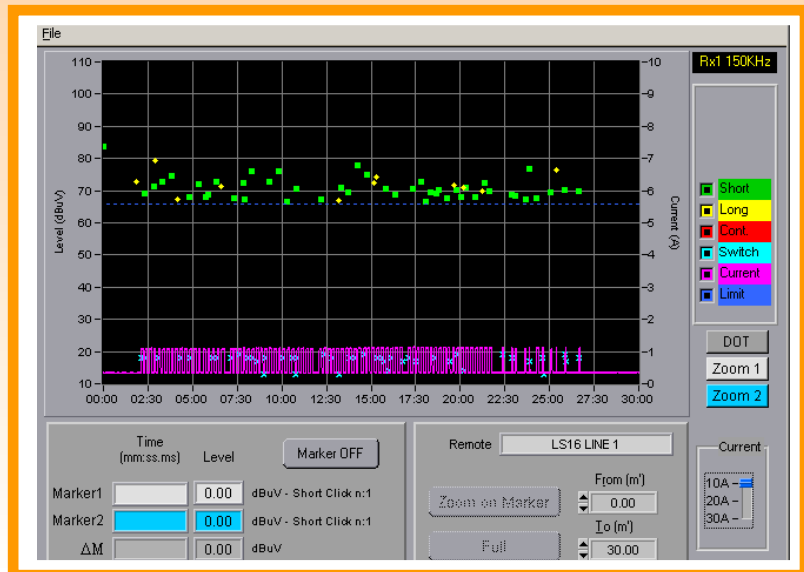 File
Rx1 150KHz
110
100
90
80
70
60
50
40
30
20
10
Level (dBuV)
10
9
8
7
6
5
4
3
2
1
0
Current (A)
00:00 02:30 05:00 07:30 10:00 12:30 15:00 17:30 20:00 22:30 25:00 27:30 30:00
Short
Long
Cont.
Switch
Current
Limit
DOT
Zoom 1
Zoom 2
Time
(mm:ss.ms)
Level
Marker OFF
Marker1 0.00 dBuV - Short Click n:1
Marker2 0.00 dBuV - Short Click n:1
ΔM 0.00 dBuV
Remote LS16 LINE 1
Zoom on Marker
From (m')
0.00
Full
To (m')
30.00
Current
10A
20A
30A